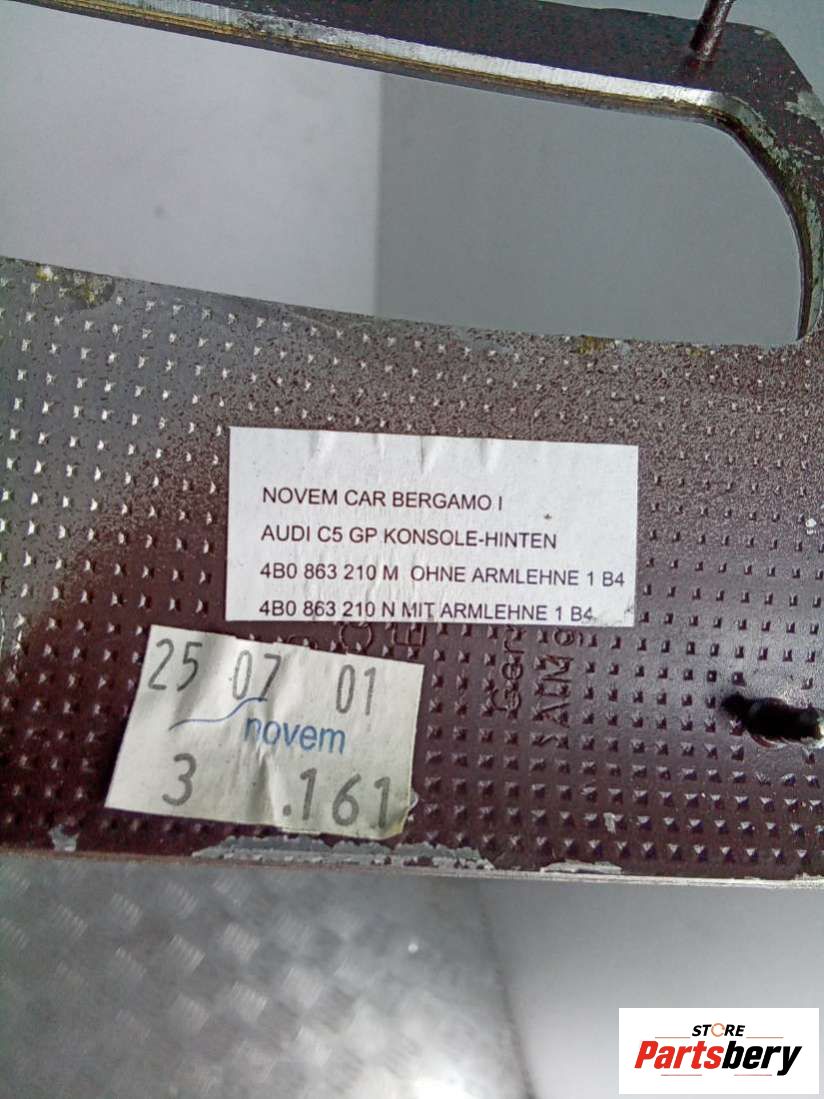 NOVEM CAR BERGAMO I
AUDI C5 GP KONSOLE-HINTEN
4B0 863 210 M OHNE ARMLEHNE 1 B4
4B0 863 210 N MIT ARMLEHNE 1 B4
25 07 01
novem
3 .161
STORE
Partsbery